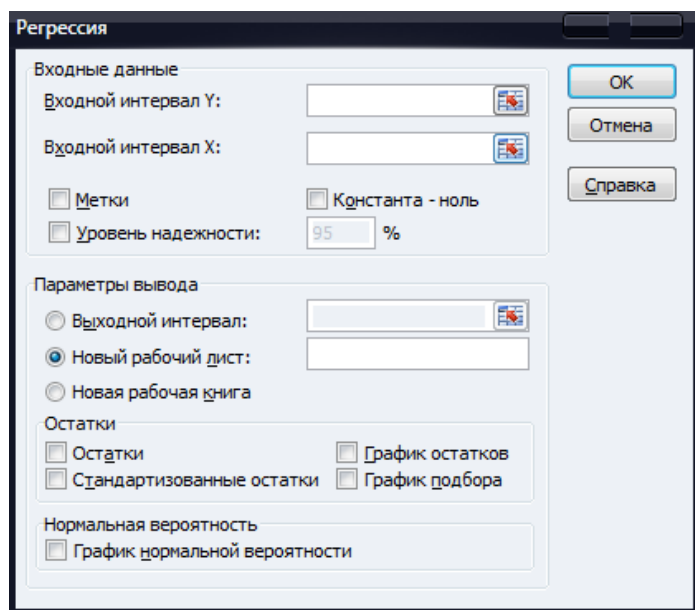 Регрессия
Входные данные
Входной интервал Y:
Входной интервал X:
Метки
Константа - ноль
Уровень надежности:
95 %
OK
Отмена
Справка
Параметры вывода
Выходной интервал:
Новый рабочий лист:
Новая рабочая книга
Остатки
Остатки
График остатков
Стандартизованные остатки
График подбора
Нормальная вероятность
График нормальной вероятности